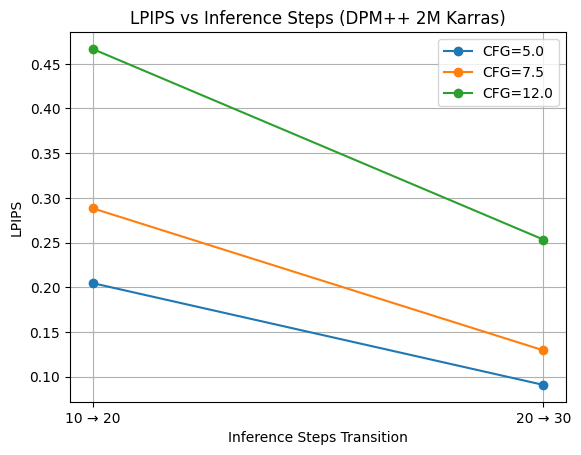 LPIPS vs Inference Steps (DPM++ 2M Karras)
CFG=5.0
CFG=7.5
CFG=12.0
LPIPS
0.45
0.40
0.35
0.30
0.25
0.20
0.15
0.10
10 → 20
20 → 30
Inference Steps Transition